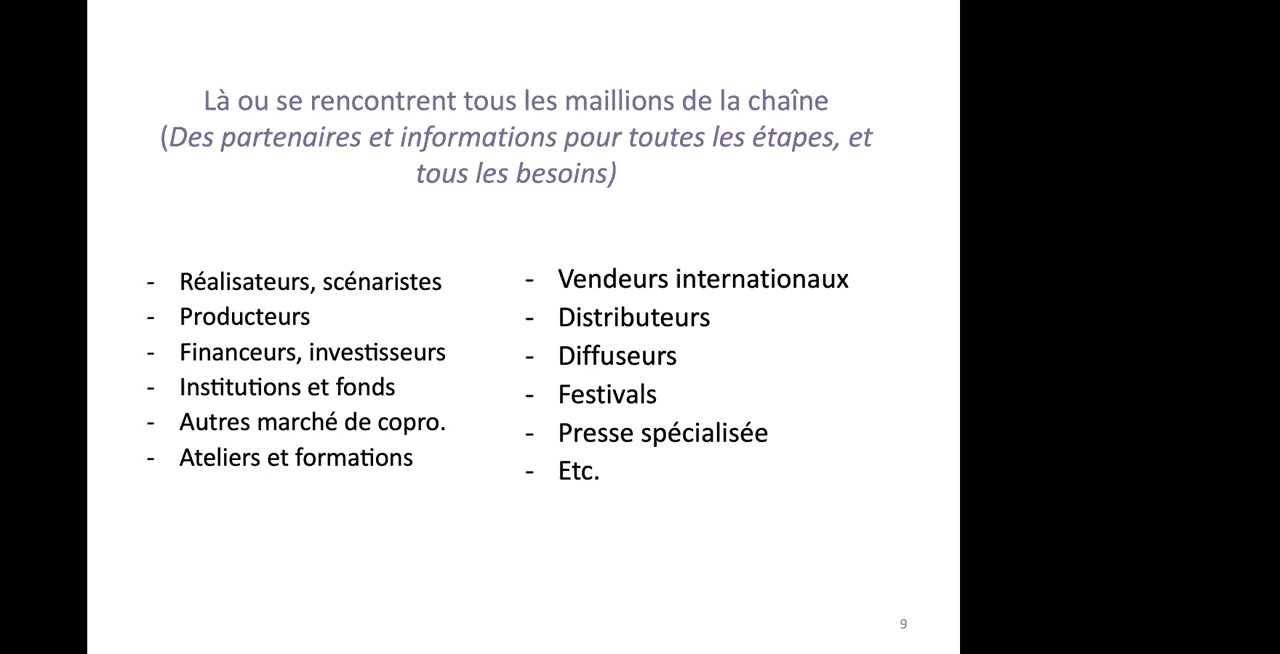 Là ou se rencontrent tous les maillions de la chaîne
(Des partenaires et informations pour toutes les étapes, et
tous les besoins)
- Réalisateurs, scénaristes
- Producteurs
- Financeurs, investisseurs
- Institutions et fonds
- Autres marché de copro.
- Ateliers et formations
- Vendeurs internationaux
- Distributeurs
- Diffuseurs
- Festivals
- Presse spécialisée
- Etc.
9